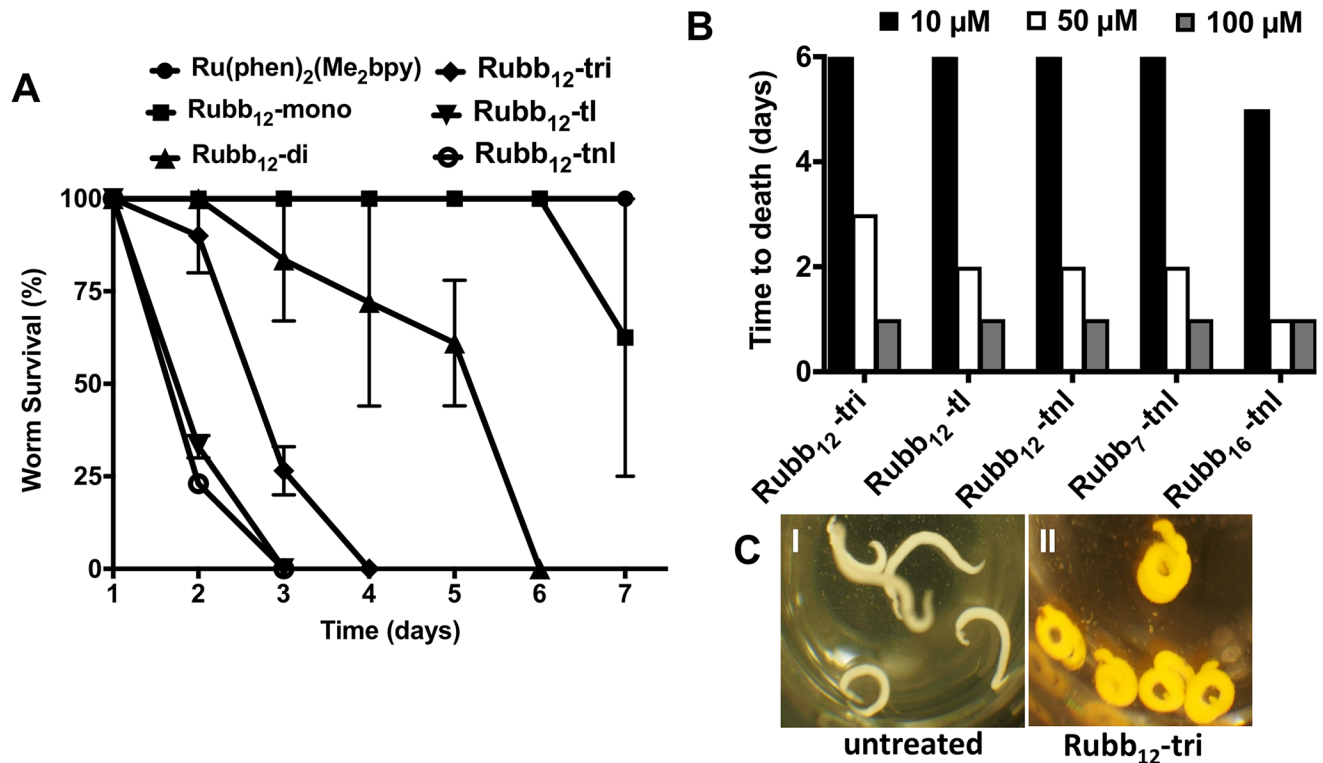 A
Ru(phen)₂(Me₂bpy)
Rubb₁₂-tri
Rubb₁₂-mono
Rubb₁₂-tl
Rubb₁₂-di
Rubb₁₂-tnl
100
75
50
25
0
Worm Survival (%)
1 2 3 4 5 6 7
Time (days)
B
10 µM 50 µM 100 µM
6
4
2
0
Time to death (days)
Rubb₁₂-tri
Rubb₁₂-tl
Rubb₁₂-tnl
Rubb₇-tnl
Rubb₁₆-tnl
C
I
II
untreated
Rubb₁₂-tri